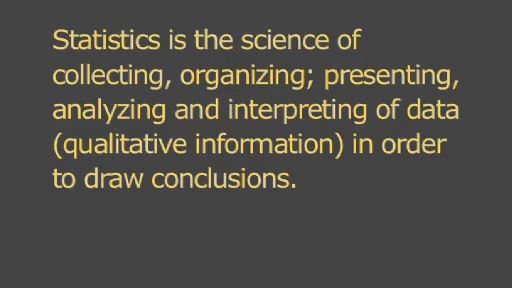 Statistics is the science of
collecting, organizing; presenting,
analyzing and interpreting of data
(qualitative information) in order
to draw conclusions.